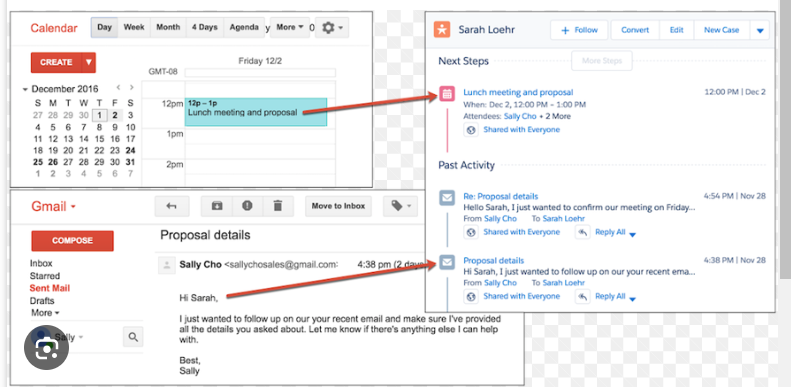 Calendar
Day Week Month 4 Days Agenda y More 0
CREATE
Friday 12/2
GMT-08
December 2016
S M T W T F S
27 28 29 30 1 2 3
4 5 6 7 8 9 10
11 12 13 14 15 16 17
18 19 20 21 22 23 24
25 26 27 28 29 30 31
1 2 3 4 5 6 7
12pm
12p – 1p
Lunch meeting and proposal
1pm
2pm
Gmail
Move to Inbox
COMPOSE
Inbox
Starred
Sent Mail
Drafts
More
Sally
Proposal details
Sally Cho <sallychosales@gmail.com> 4:38 pm (2 days
Hi Sarah,
I just wanted to follow up on our your recent email and make sure I've provided
all the details you asked about. Let me know if there's anything else I can help
with.
Best,
Sally
Sarah Loehr
+ Follow Convert Edit New Case
Next Steps
More Steps
Lunch meeting and proposal 12:00 PM | Dec 2
When: Dec 2, 12:00 PM – 1:00 PM
Attendees: Sally Cho + 2 More
Shared with Everyone
Past Activity
Re: Proposal details 4:54 PM | Nov 28
Hello Sarah, I just wanted to confirm our meeting on Friday...
From Sally Cho To Sarah Loehr
Shared with Everyone Reply All
Proposal details 4:38 PM | Nov 28
Hi Sarah, I just wanted to follow up on our your recent ema...
From Sally Cho To Sarah Loehr
Shared with Everyone Reply All